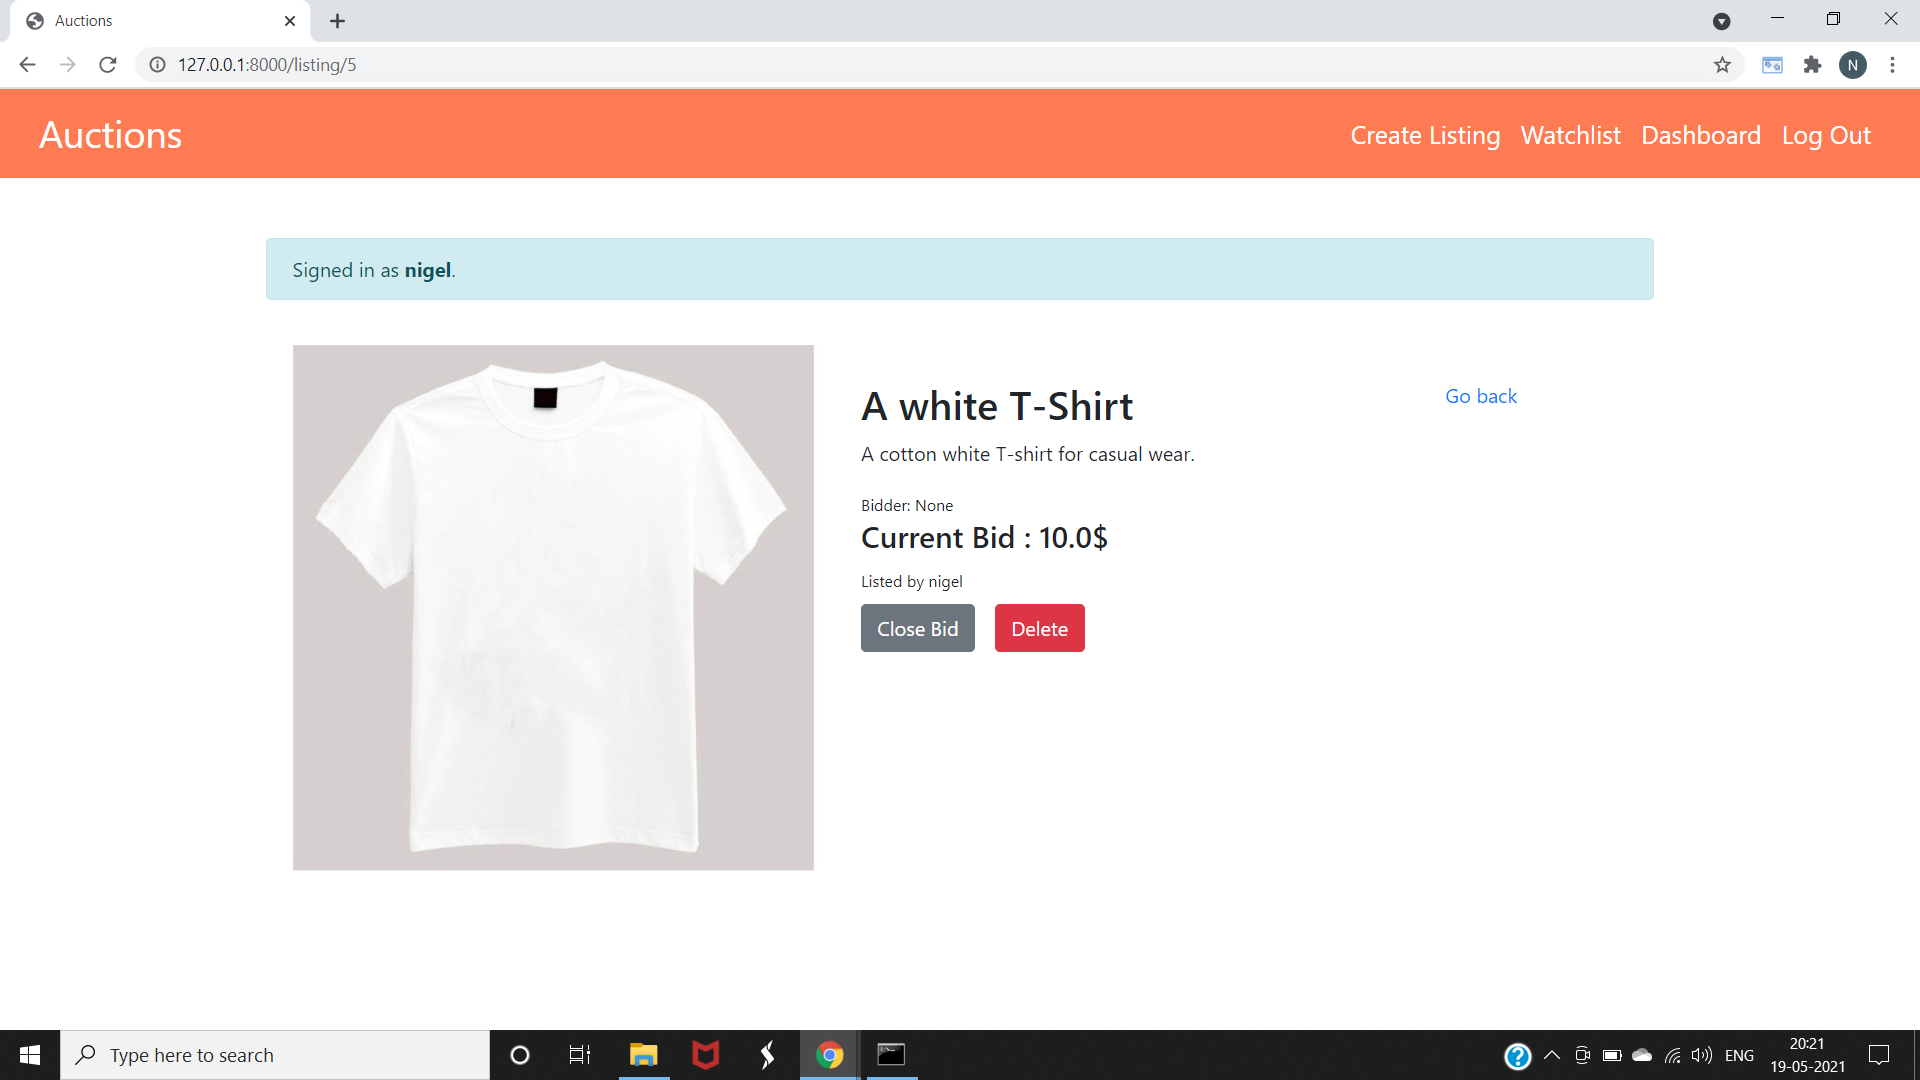 Auctions
127.0.0.1:8000/listing/5
N
Auctions
Create Listing Watchlist Dashboard Log Out
Signed in as nigel.
A white T-Shirt
Go back
A cotton white T-shirt for casual wear.
Bidder: None
Current Bid : 10.0$
Listed by nigel
Close Bid Delete
Type here to search
ENG
20:21
19-05-2021